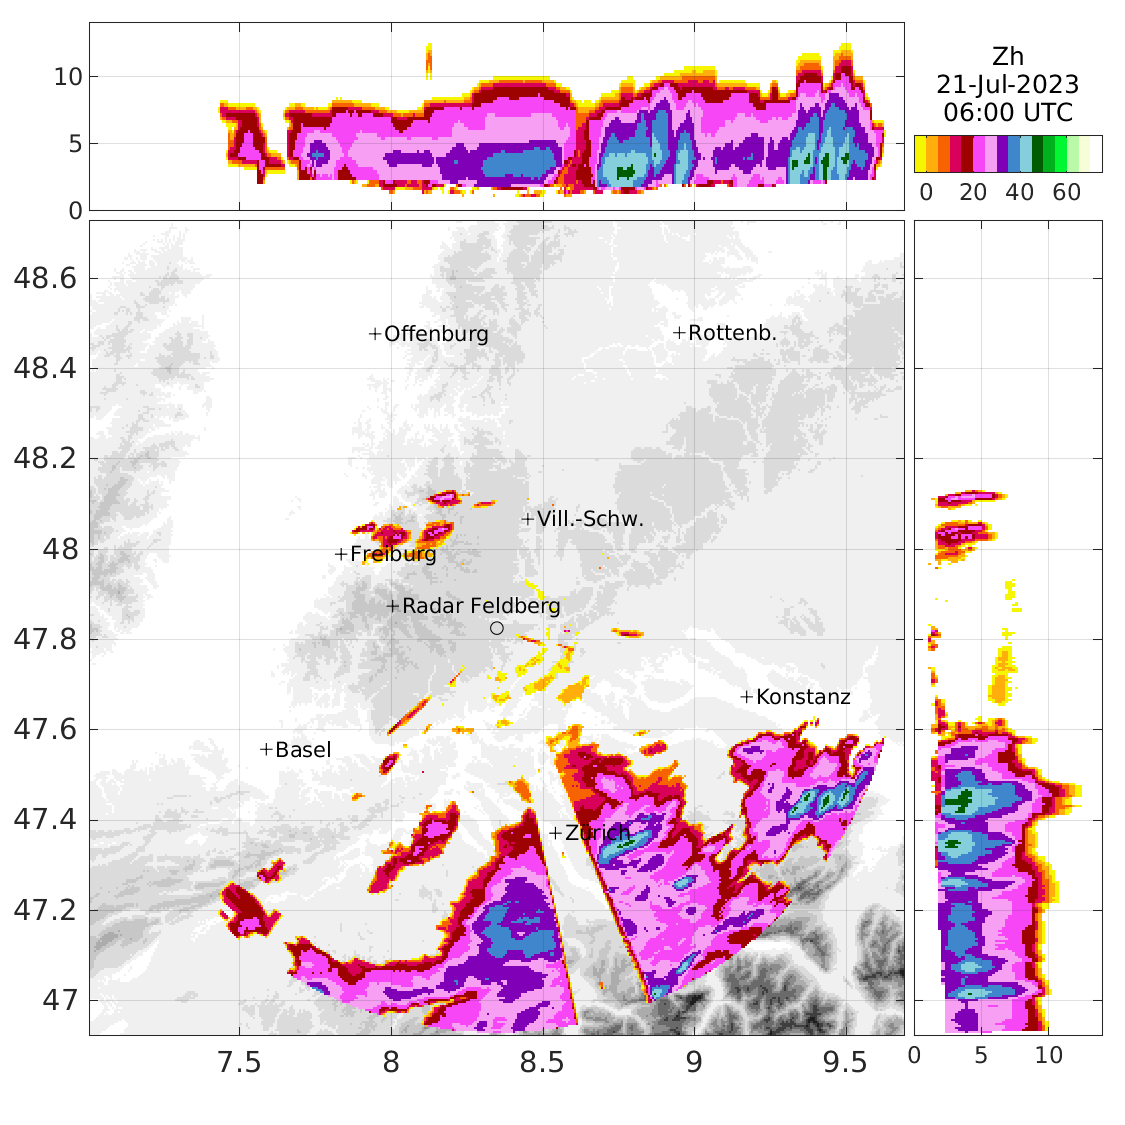 10
5
0
Zh
21-Jul-2023
06:00 UTC
0 20 40 60
48.6
48.4
48.2
48
47.8
47.6
47.4
47.2
47
+Offenburg
+Rottenb.
+Vill.-Schw.
+Freiburg
+Radar Feldberg
+Konstanz
+Basel
+Zürich
7.5 8 8.5 9 9.5
0 5 10